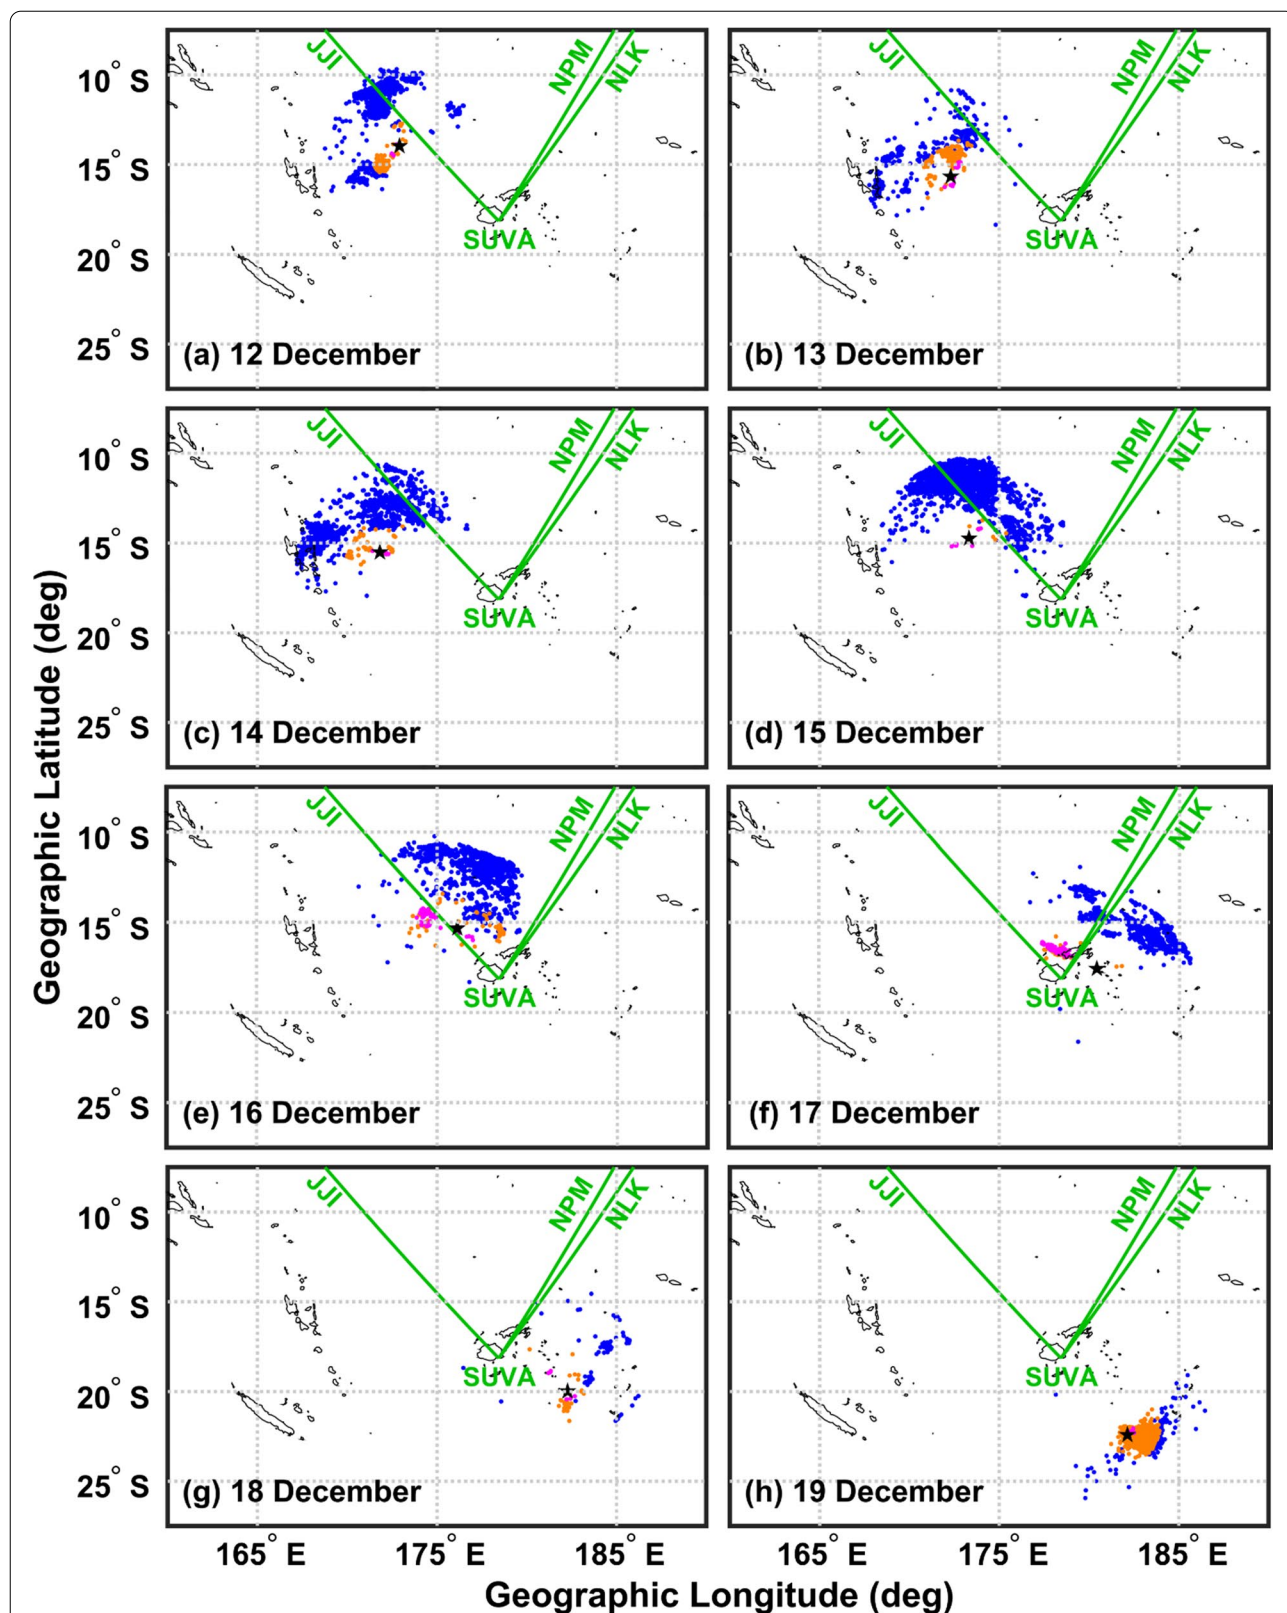 JJI
NPM
NLK
SUVA
10° S
15° S
20° S
25° S
(a) 12 December
JJI
NPM
NLK
SUVA
(b) 13 December
JJI
NPM
NLK
SUVA
10° S
15° S
20° S
25° S
(c) 14 December
JJI
NPM
NLK
SUVA
(d) 15 December
Geographic Latitude (deg)
JJI
NPM
NLK
SUVA
10° S
15° S
20° S
25° S
(e) 16 December
JJI
NPM
NLK
SUVA
(f) 17 December
JJI
NPM
NLK
SUVA
10° S
15° S
20° S
25° S
(g) 18 December
JJI
NPM
NLK
SUVA
(h) 19 December
165° E 175° E 185° E 165° E 175° E 185° E
Geographic Longitude (deg)